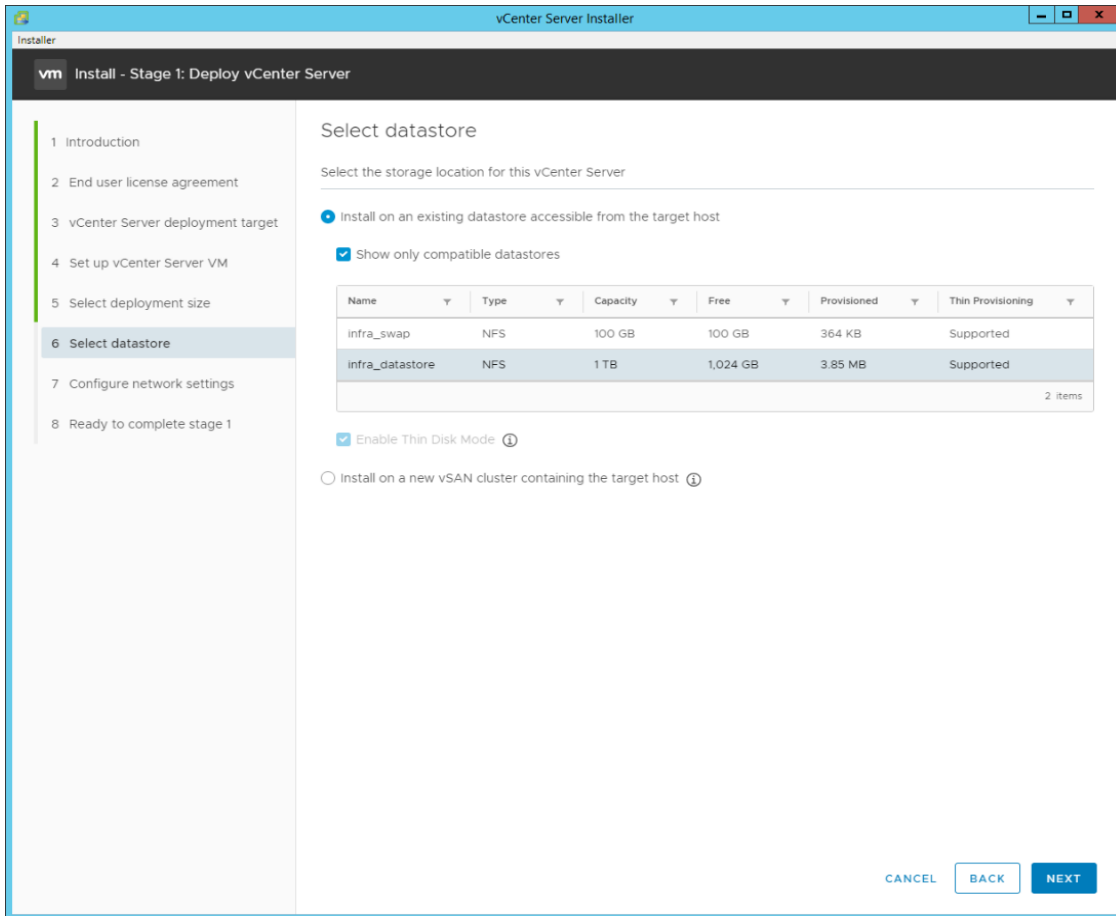 vCenter Server Installer
Installer
vm Install - Stage 1: Deploy vCenter Server
1 Introduction
2 End user license agreement
3 vCenter Server deployment target
4 Set up vCenter Server VM
5 Select deployment size
6 Select datastore
7 Configure network settings
8 Ready to complete stage 1
Select datastore
Select the storage location for this vCenter Server
Install on an existing datastore accessible from the target host
Show only compatible datastores
Name Type Capacity Free Provisioned Thin Provisioning
infra_swap NFS 100 GB 100 GB 364 KB Supported
infra_datastore NFS 1 TB 1,024 GB 3.85 MB Supported
2 items
Enable Thin Disk Mode
Install on a new vSAN cluster containing the target host
CANCEL BACK NEXT